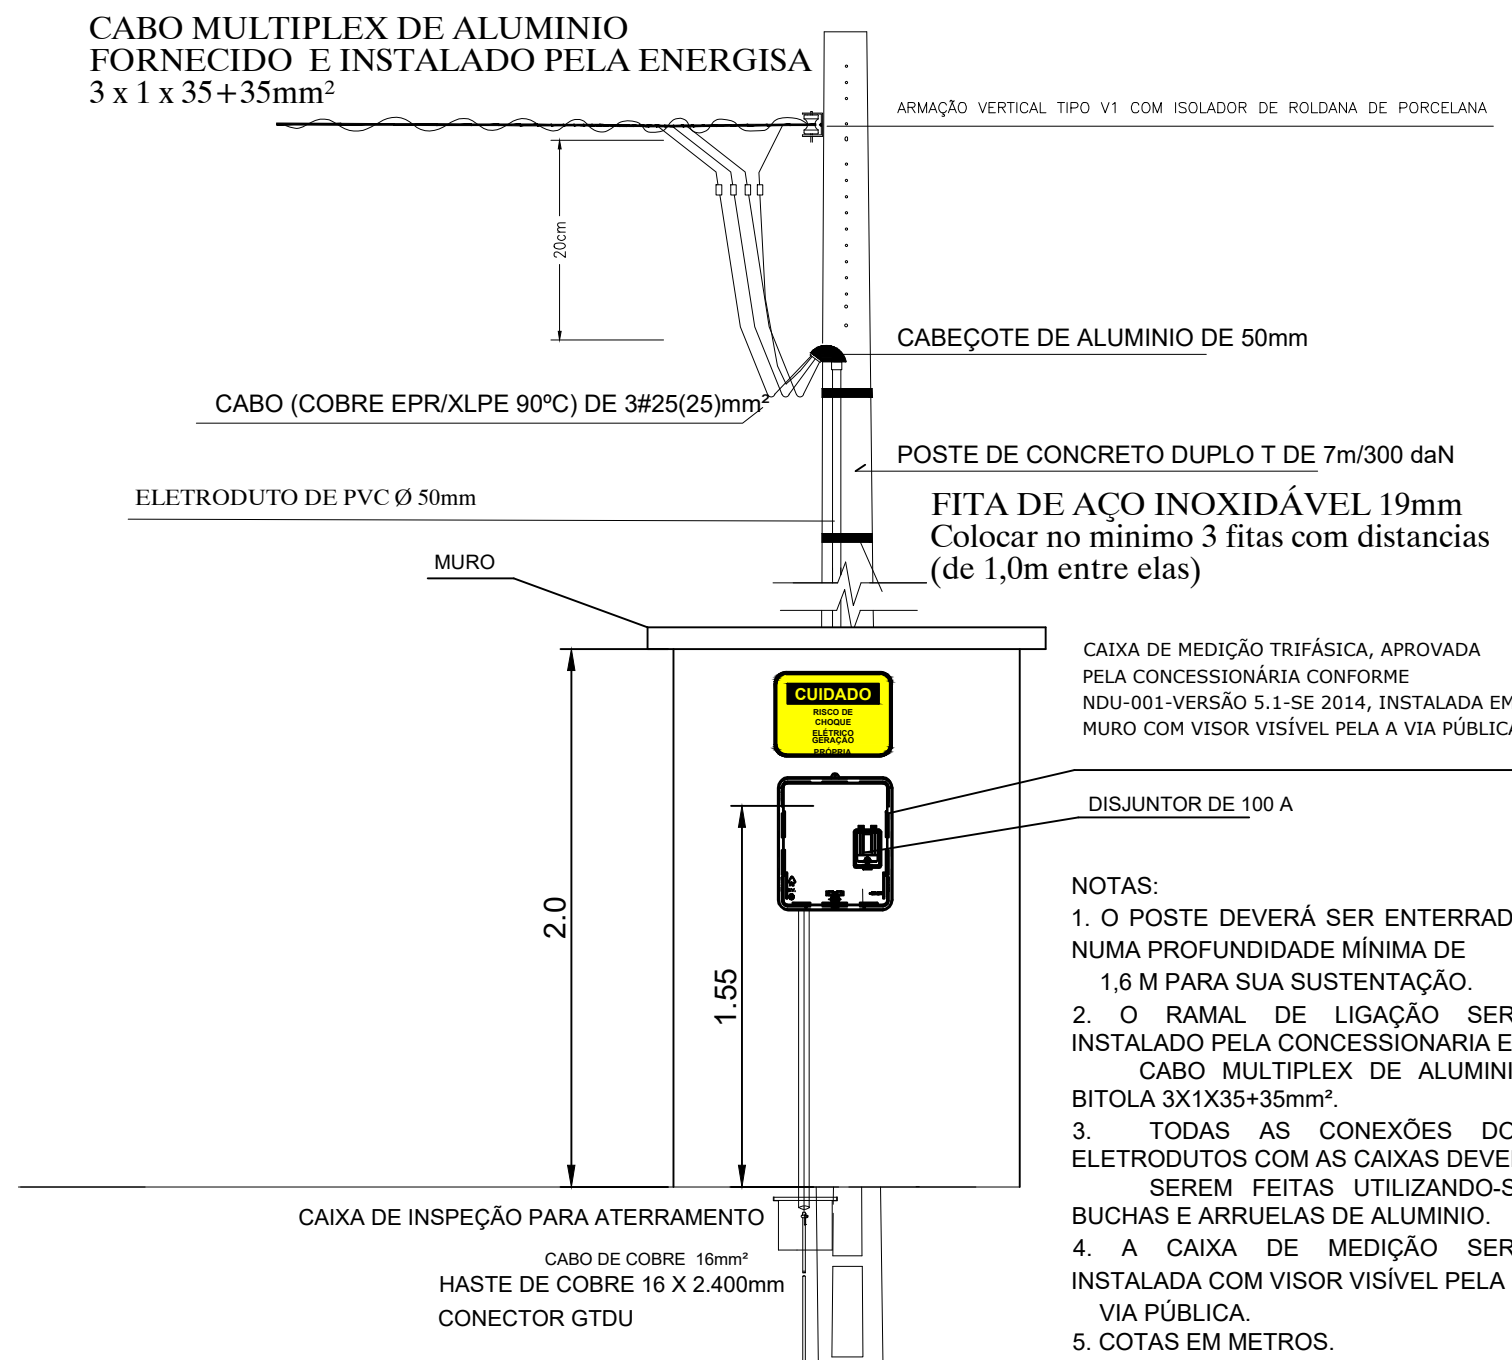 CABO MULTIPLEX DE ALUMINIO
FORNECIDO E INSTALADO PELA ENERGISA
3 x 1 x 35+35mm²
ARMAÇÃO VERTICAL TIPO V1 COM ISOLADOR DE ROLDANA DE PORCELANA
20cm
CABEÇOTE DE ALUMINIO DE 50mm
CABO (COBRE EPR/XLPE 90ºC) DE 3#25(25)mm²
POSTE DE CONCRETO DUPLO T DE 7m/300 daN
ELETRODUTO DE PVC Ø 50mm
FITA DE AÇO INOXIDÁVEL 19mm
Colocar no minimo 3 fitas com distancias
(de 1,0m entre elas)
MURO
CAIXA DE MEDIÇÃO TRIFÁSICA, APROVADA
PELA CONCESSIONÁRIA CONFORME
NDU-001-VERSÃO 5.1-SE 2014, INSTALADA EM
MURO COM VISOR VISÍVEL PELA A VIA PÚBLICA
CUIDADO
RISCO DE
CHOQUE
ELÉTRICO
GERAÇÃO
PRÓPRIA
DISJUNTOR DE 100 A
2.0
1.55
NOTAS:
1. O POSTE DEVERÁ SER ENTERRAD
NUMA PROFUNDIDADE MÍNIMA DE
1,6 M PARA SUA SUSTENTAÇÃO.
2. O RAMAL DE LIGAÇÃO SER
INSTALADO PELA CONCESSIONARIA E
CABO MULTIPLEX DE ALUMINI
BITOLA 3X1X35+35mm².
3. TODAS AS CONEXÕES DO
ELETRODUTOS COM AS CAIXAS DEVE
SEREM FEITAS UTILIZANDO-S
BUCHAS E ARRUELAS DE ALUMINIO.
4. A CAIXA DE MEDIÇÃO SER
INSTALADA COM VISOR VISÍVEL PELA
VIA PÚBLICA.
5. COTAS EM METROS.
CAIXA DE INSPEÇÃO PARA ATERRAMENTO
CABO DE COBRE 16mm²
HASTE DE COBRE 16 X 2.400mm
CONECTOR GTDU